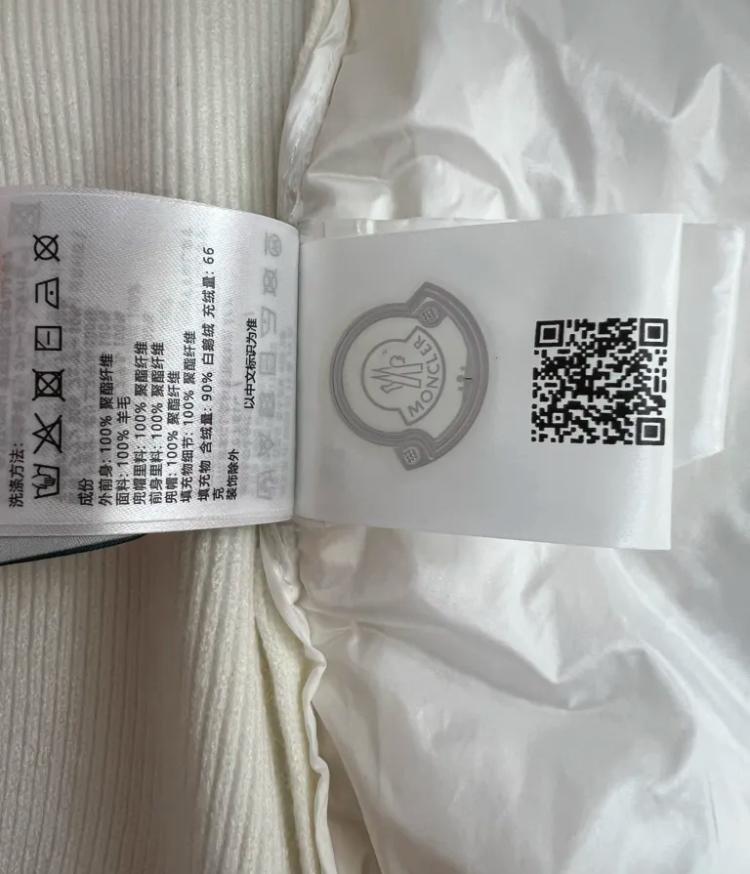 洗涤方法:
成份
外前身: 100% 聚酯纤维
面料: 100% 羊毛
兜帽里料: 100% 聚酯纤维
前身里料: 100% 聚酯纤维
兜帽: 100% 聚酯纤维
填充物细节: 100% 聚酯纤维
填充物 含绒量: 90% 白鹅绒 充绒量: 66
克
装饰除外
以中文标识为准
MONCLER